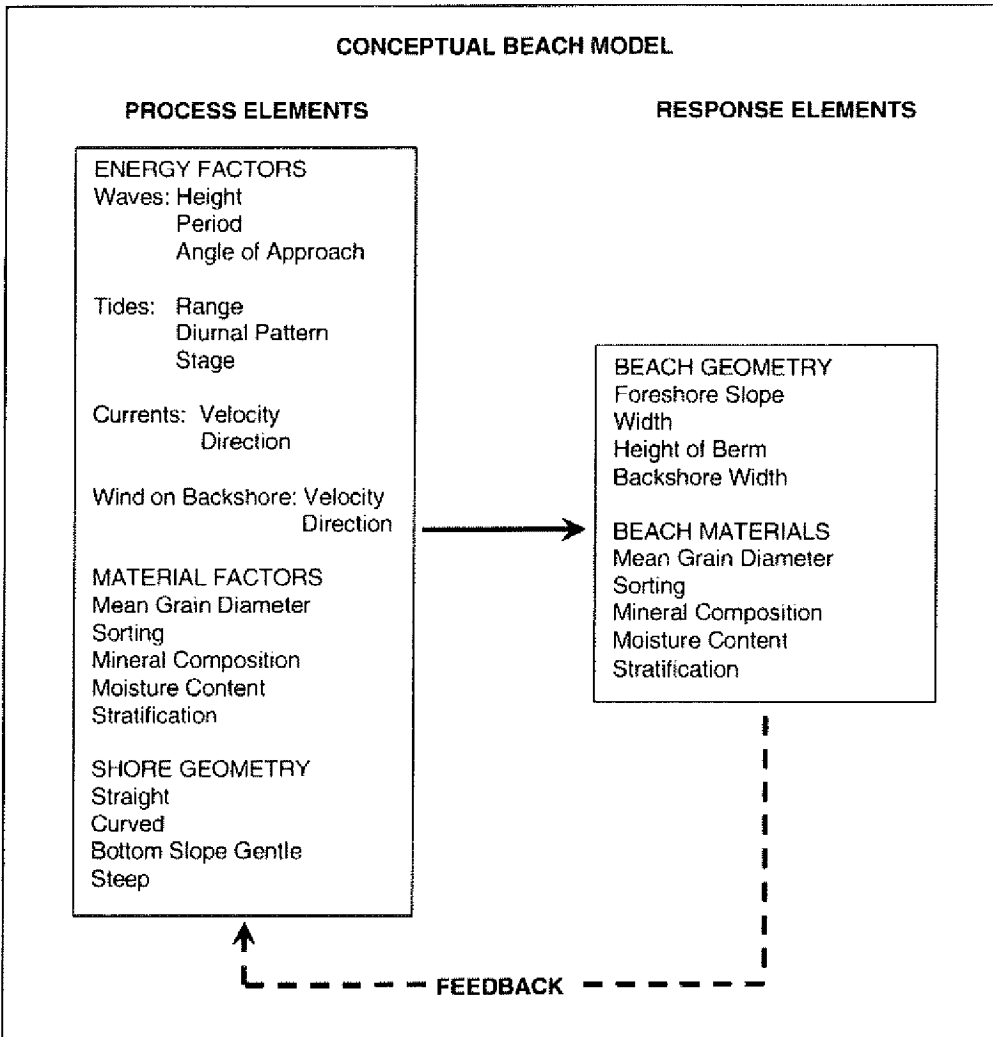 CONCEPTUAL BEACH MODEL
PROCESS ELEMENTS
ENERGY FACTORS
Waves: Height
Period
Angle of Approach
Tides: Range
Diurnal Pattern
Stage
Currents: Velocity
Direction
Wind on Backshore: Velocity
Direction
MATERIAL FACTORS
Mean Grain Diameter
Sorting
Mineral Composition
Moisture Content
Stratification
SHORE GEOMETRY
Straight
Curved
Bottom Slope Gentle
Steep
RESPONSE ELEMENTS
BEACH GEOMETRY
Foreshore Slope
Width
Height of Berm
Backshore Width
BEACH MATERIALS
Mean Grain Diameter
Sorting
Mineral Composition
Moisture Content
Stratification
FEEDBACK